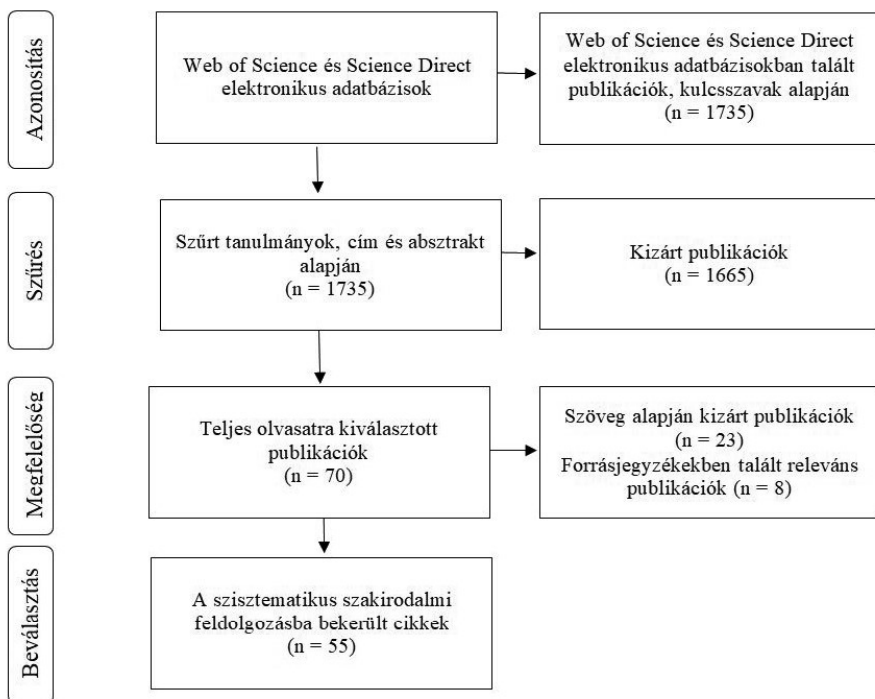 Azonosítás
Web of Science és Science Direct
elektronikus adatbázisok
Web of Science és Science Direct
elektronikus adatbázisokban talált
publikációk, kulcsszavak alapján
(n = 1735)
Szűrés
Szűrt tanulmányok, cím és absztrakt
alapján
(n = 1735)
Kizárt publikációk
(n = 1665)
Megfelelőség
Teljes olvasatra kiválasztott
publikációk
(n = 70)
Szöveg alapján kizárt publikációk
(n = 23)
Forrásjegyzékekben talált releváns
publikációk (n = 8)
Beválasztás
A szisztematikus szakirodalmi
feldolgozásba bekerült cikkek
(n = 55)